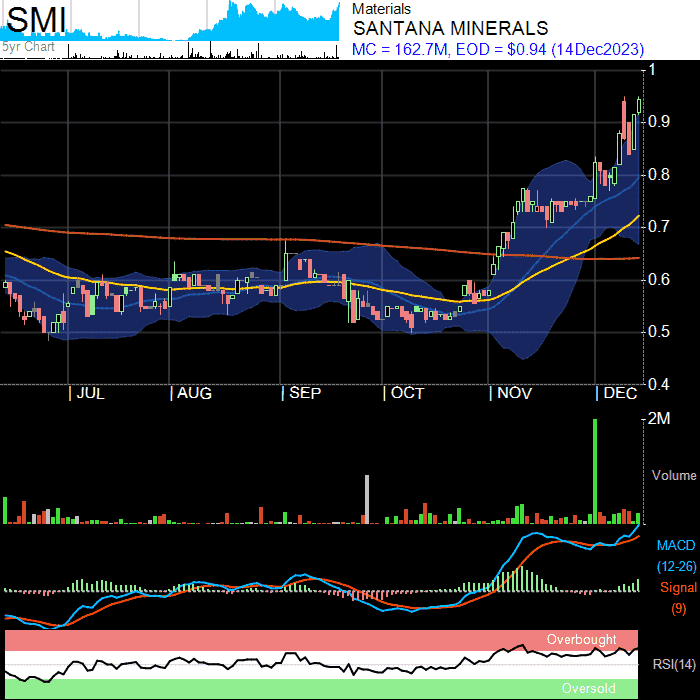 SMI
5yr Chart
Materials
SANTANA MINERALS
MC = 162.7M, EOD = $0.94 (14Dec2023)
1
0.9
0.8
0.7
0.6
0.5
0.4
JUL AUG SEP OCT NOV DEC
2M
Volume
MACD
(12-26)
Signal
(9)
Overbought
RSI(14)
Oversold